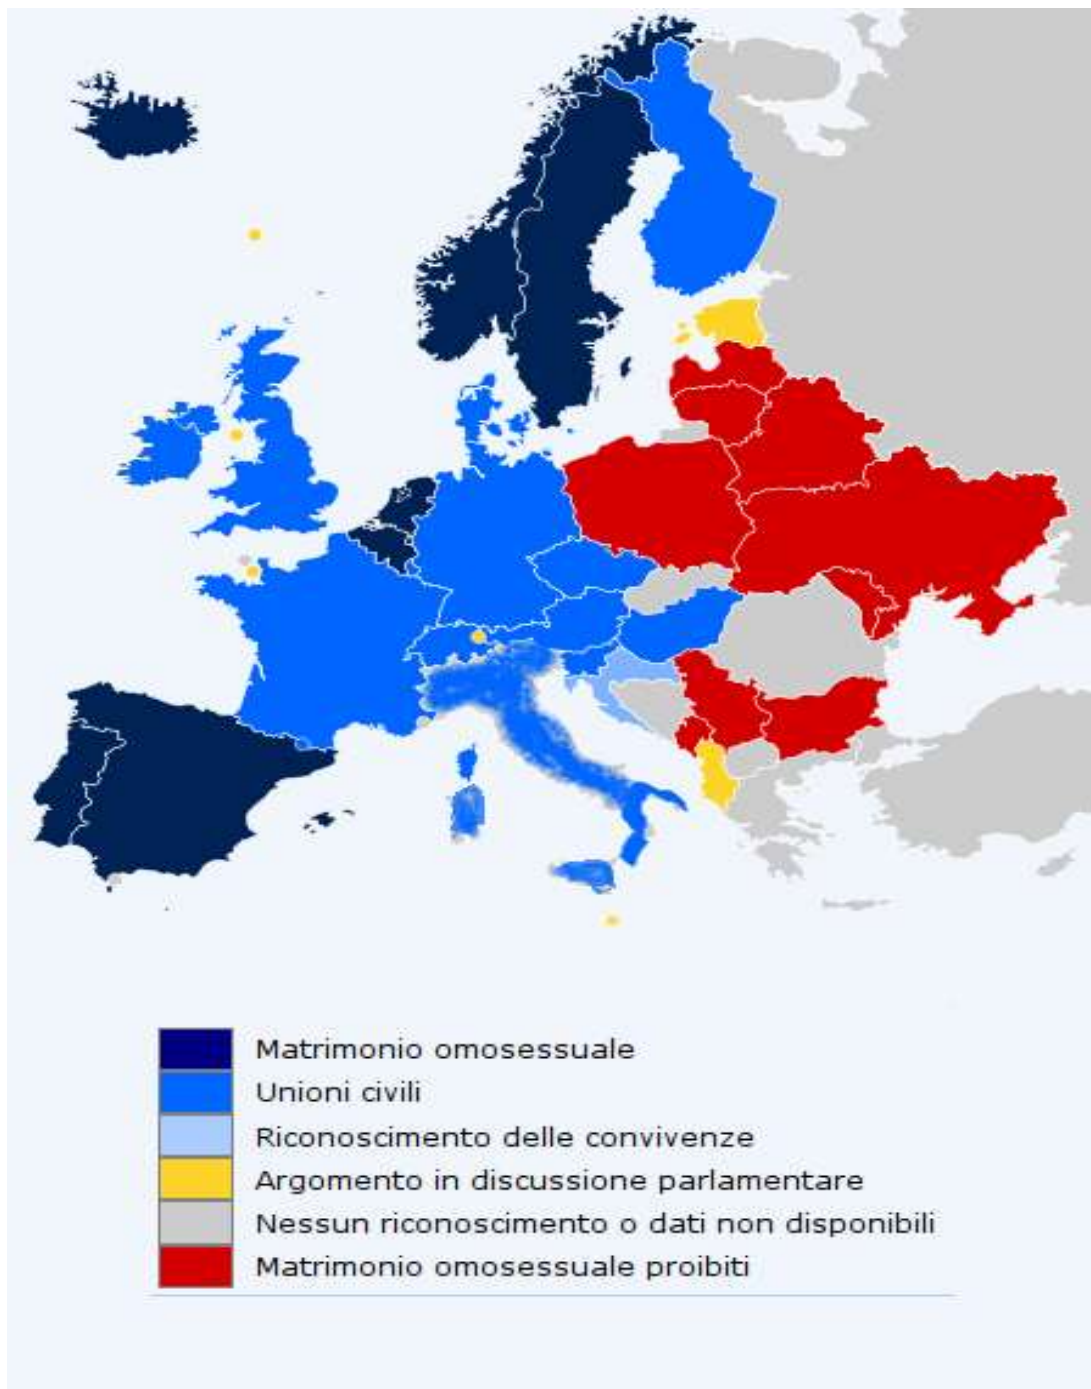 Matrimonio omosessuale
Unioni civili
Riconoscimento delle convivenze
Argomento in discussione parlamentare
Nessun riconoscimento o dati non disponibili
Matrimonio omosessuale proibiti